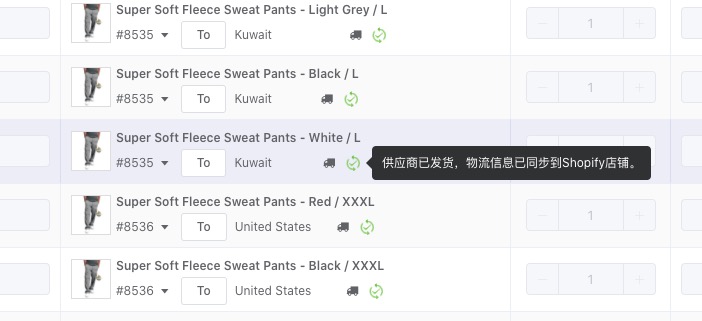 Super Soft Fleece Sweat Pants - Light Grey / L
#8535 To Kuwait 1
Super Soft Fleece Sweat Pants - Black / L
#8535 To Kuwait 1
Super Soft Fleece Sweat Pants - White / L
#8535 To Kuwait 供应商已发货，物流信息已同步到Shopify店铺。
Super Soft Fleece Sweat Pants - Red / XXXL
#8536 To United States 1
Super Soft Fleece Sweat Pants - Black / XXXL
#8536 To United States 1